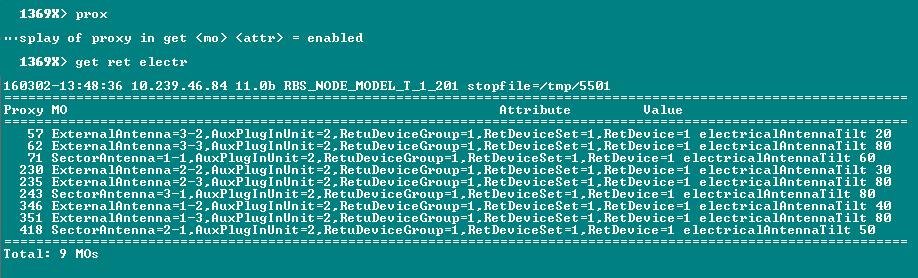 1369X> prox
splay of proxy in get <mo> <attr> = enabled
1369X> get ret electr
160302-13:48:36 10.239.46.84 11.0b RBS_NODE_MODEL_T_1_201 stopfile=/tmp/5501
Proxy MO Attribute Value
57 ExternalAntenna=3-2,AuxPlugInUnit=2,RetuDeviceGroup=1,RetDeviceSet=1,RetDevice=1 electricalAntennaTilt 20
62 ExternalAntenna=3-3,AuxPlugInUnit=2,RetuDeviceGroup=1,RetDeviceSet=1,RetDevice=1 electricalAntennaTilt 80
71 SectorAntenna=1-1,AuxPlugInUnit=2,RetuDeviceGroup=1,RetDeviceSet=1,RetDevice=1 electricalAntennaTilt 60
230 ExternalAntenna=2-2,AuxPlugInUnit=2,RetuDeviceGroup=1,RetDeviceSet=1,RetDevice=1 electricalAntennaTilt 30
235 ExternalAntenna=2-3,AuxPlugInUnit=2,RetuDeviceGroup=1,RetDeviceSet=1,RetDevice=1 electricalAntennaTilt 80
43 SectorAntenna=3-1,AuxPlugInUnit=2,RetuDeviceGroup=1,RetDeviceSet=1,RetDevice=1 electricalAntennaTilt 80
346 ExternalAntenna=1-2,AuxPlugInUnit=2,RetuDeviceGroup=1,RetDeviceSet=1,RetDevice=1 electricalAntennaTilt 40
351 ExternalAntenna=1-3,AuxPlugInUnit=2,RetuDeviceGroup=1,RetDeviceSet=1,RetDevice=1 electricalAntennaTilt 80
418 SectorAntenna=2-1,AuxPlugInUnit=2,RetuDeviceGroup=1,RetDeviceSet=1,RetDevice=1 electricalAntennaTilt 50
Total: 9 MOs